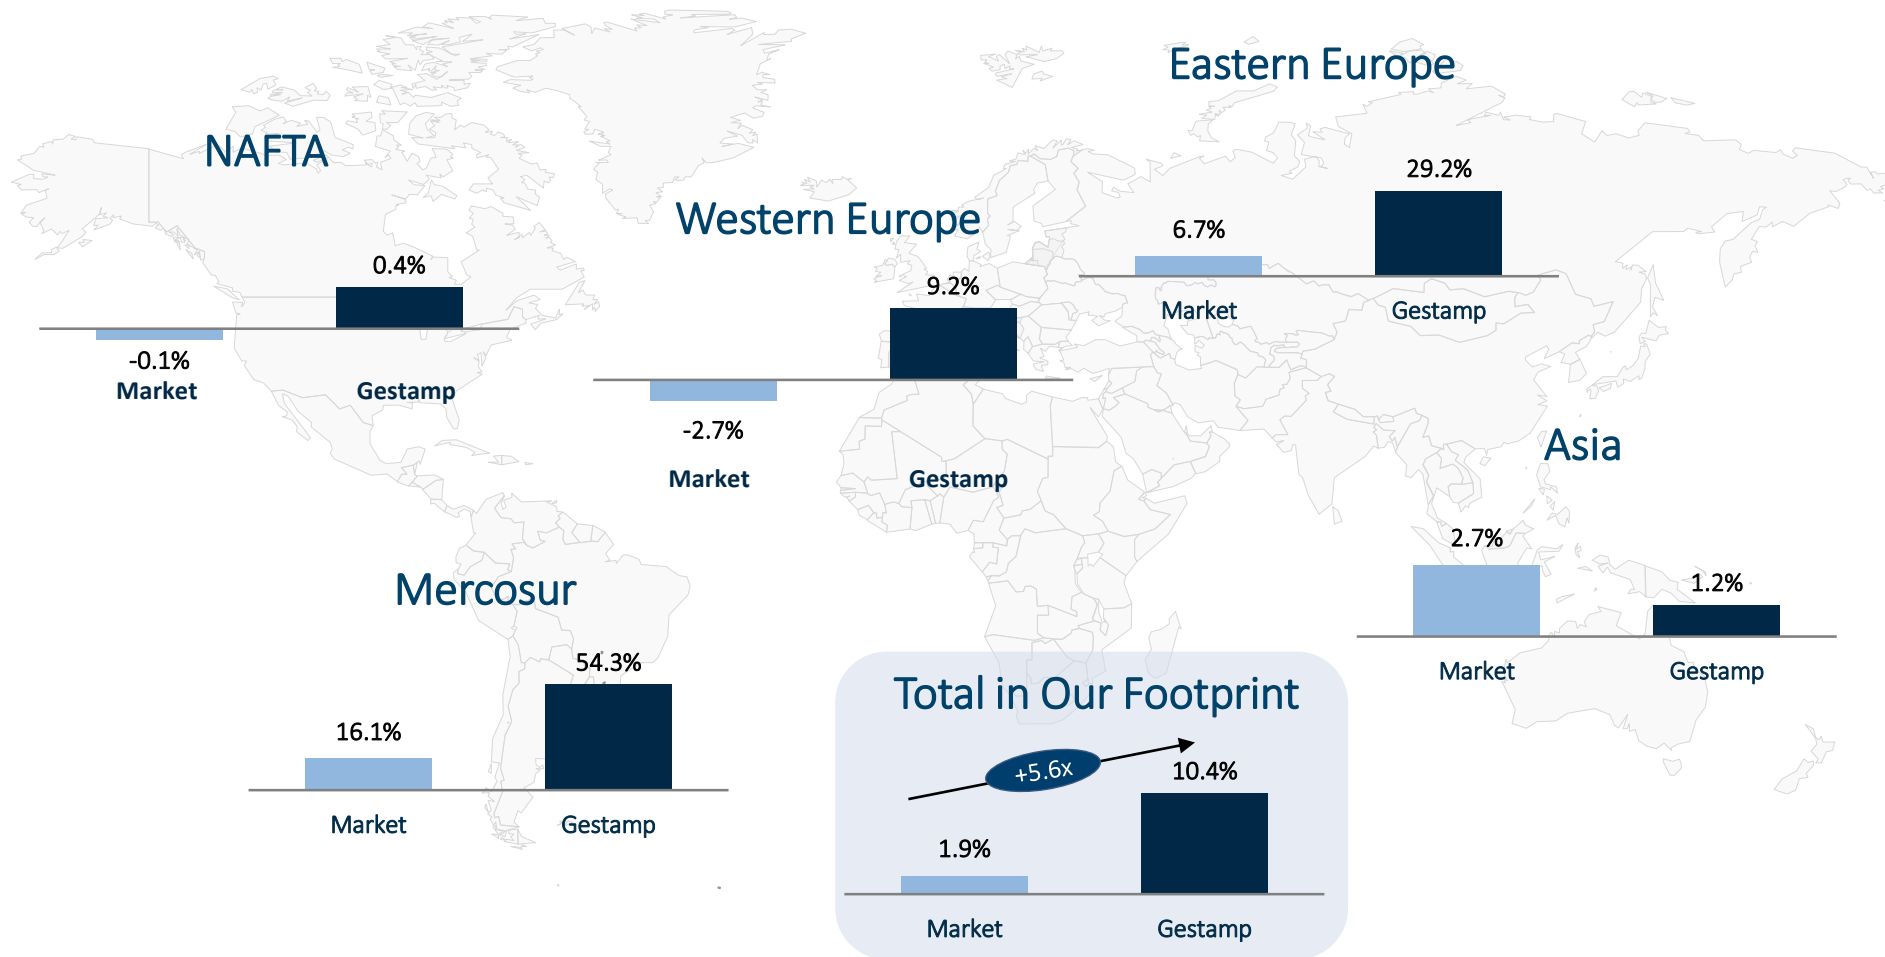 Eastern Europe
29.2%
6.7%
Market
Gestamp
NAFTA
0.4%
-0.1%
Market
Gestamp
Western Europe
9.2%
-2.7%
Market
Gestamp
Asia
2.7%
1.2%
Market
Gestamp
Mercosur
54.3%
16.1%
Market
Gestamp
Total in Our Footprint
+5.6x
10.4%
1.9%
Market
Gestamp